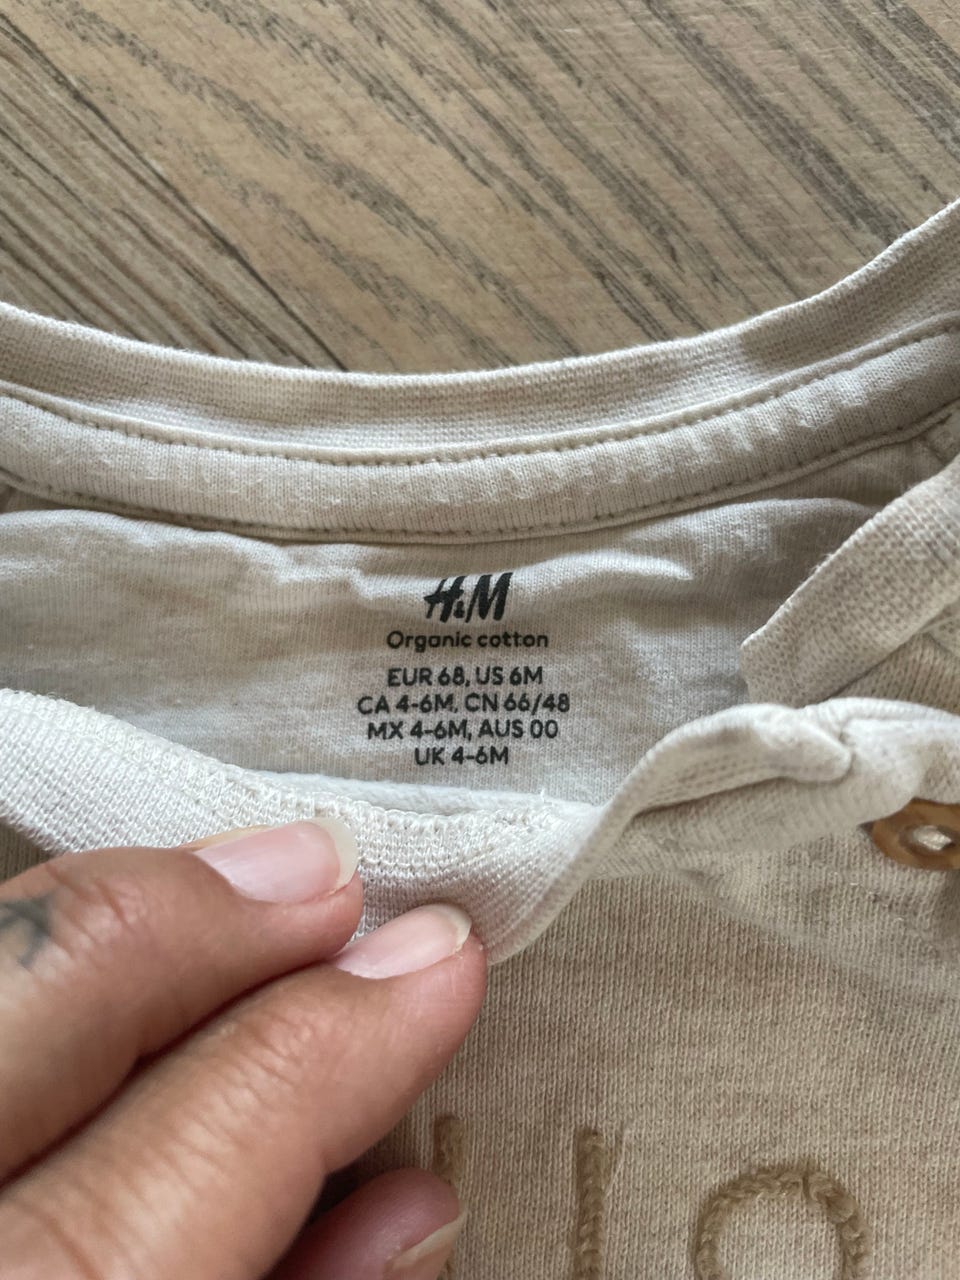 H&M
Organic cotton
EUR 68, US 6M
CA 4-6M, CN 66/48
MX 4-6M, AUS 00
UK 4-6M